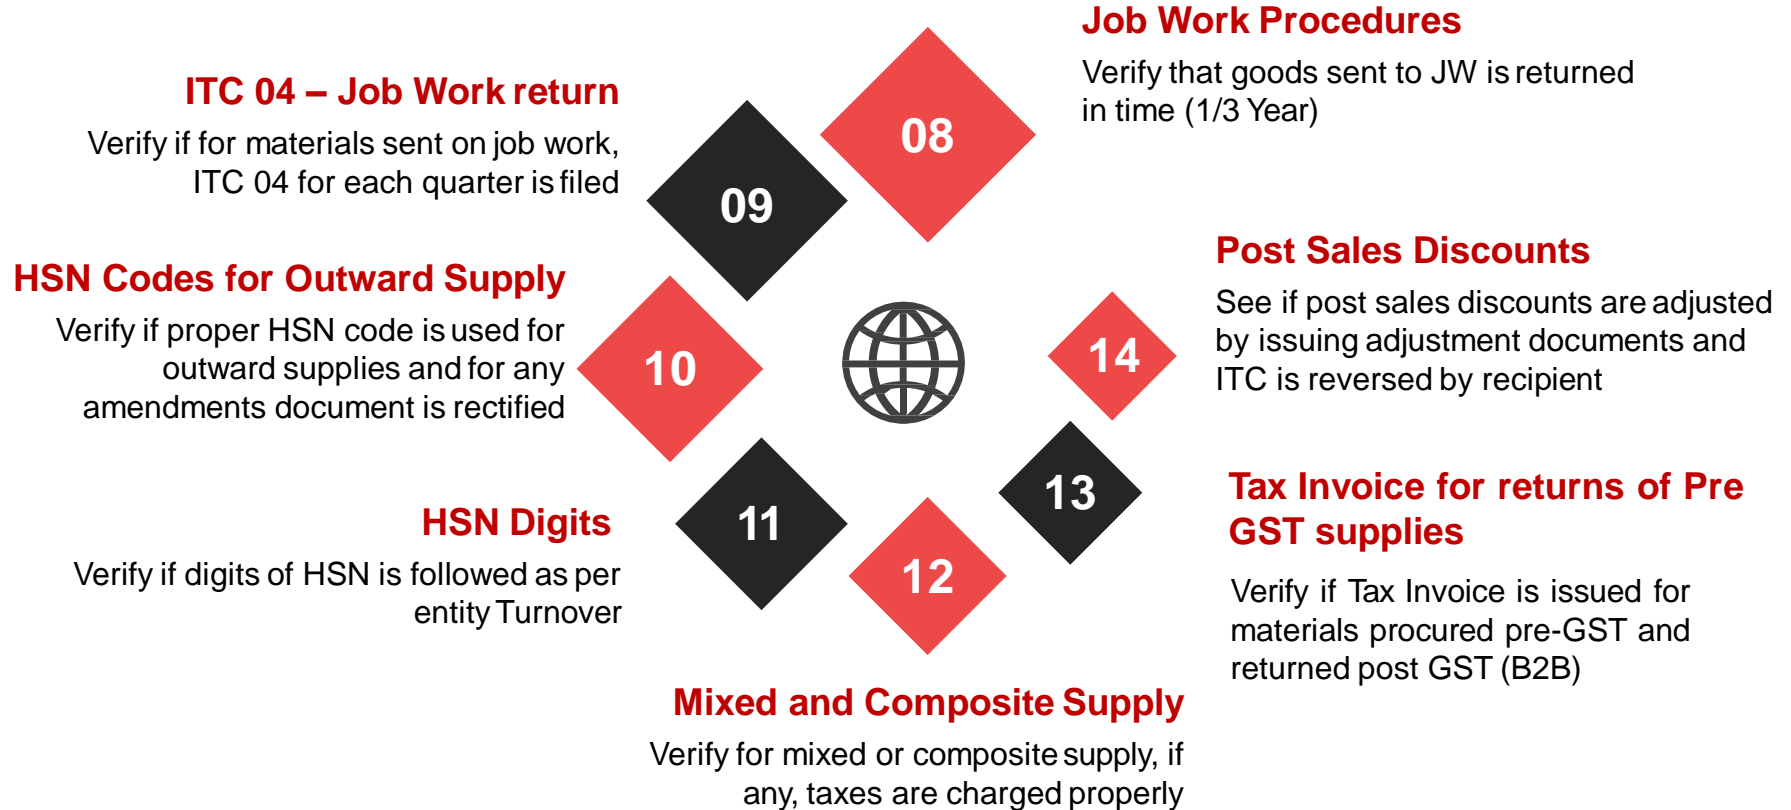 Job Work Procedures
Verify that goods sent to JW is returned
in time (1/3 Year)
08
ITC 04 – Job Work return
Verify if for materials sent on job work,
ITC 04 for each quarter is filed
09
HSN Codes for Outward Supply
Verify if proper HSN code is used for
outward supplies and for any
amendments document is rectified
10
HSN Digits
Verify if digits of HSN is followed as per
entity Turnover
11
12
Mixed and Composite Supply
Verify for mixed or composite supply, if
any, taxes are charged properly
13
Tax Invoice for returns of Pre
GST supplies
Verify if Tax Invoice is issued for
materials procured pre-GST and
returned post GST (B2B)
14
Post Sales Discounts
See if post sales discounts are adjusted
by issuing adjustment documents and
ITC is reversed by recipient